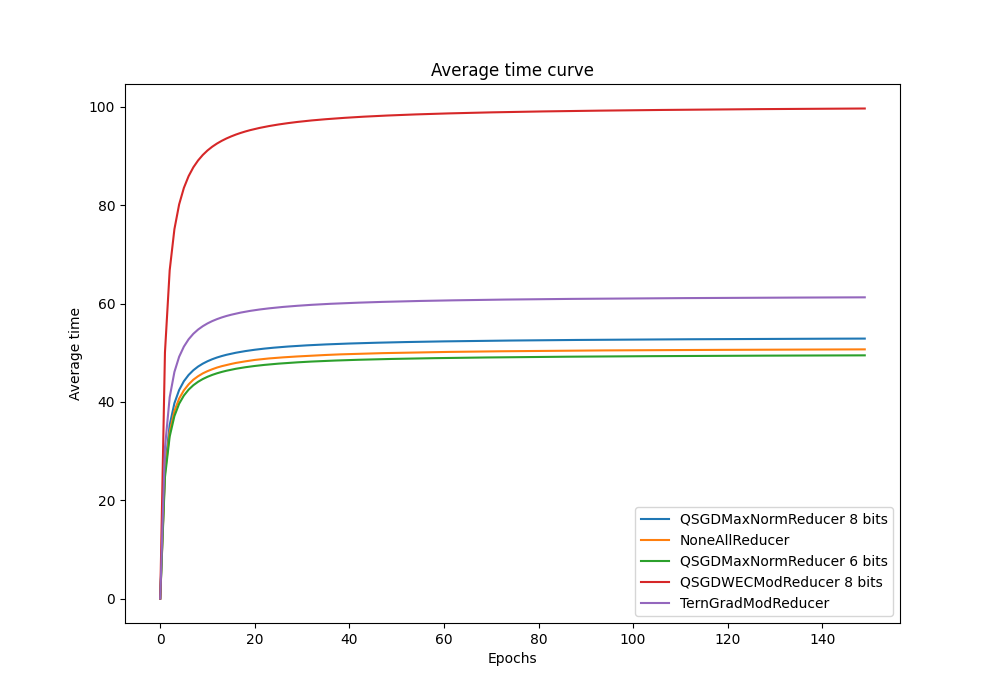 Average time curve
100
80
60
40
20
0
Average time
0 20 40 60 80 100 120 140
Epochs
QSGDMaxNormReducer 8 bits
NoneAllReducer
QSGDMaxNormReducer 6 bits
QSGDWECModReducer 8 bits
TernGradModReducer